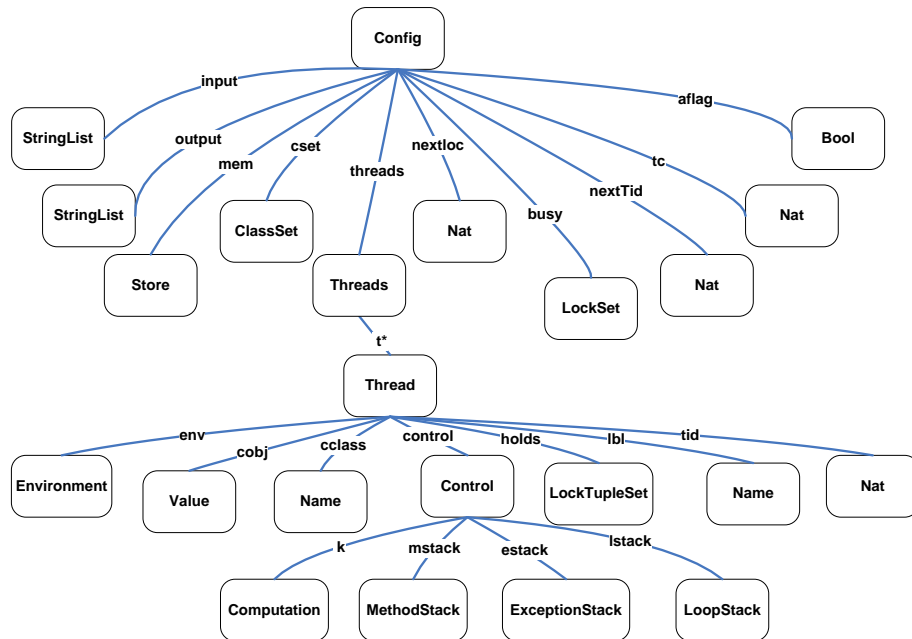 Config
input
aflag
StringList
output
mem
cset
threads
nextloc
busy
nextTid
tc
Bool
StringList
ClassSet
Nat
Nat
Store
Threads
LockSet
Nat
t*
Thread
env
cobj
cclass
control
holds
lbl
tid
Environment
Value
Name
Control
LockTupleSet
Name
Nat
k
mstack
estack
lstack
Computation
MethodStack
ExceptionStack
LoopStack